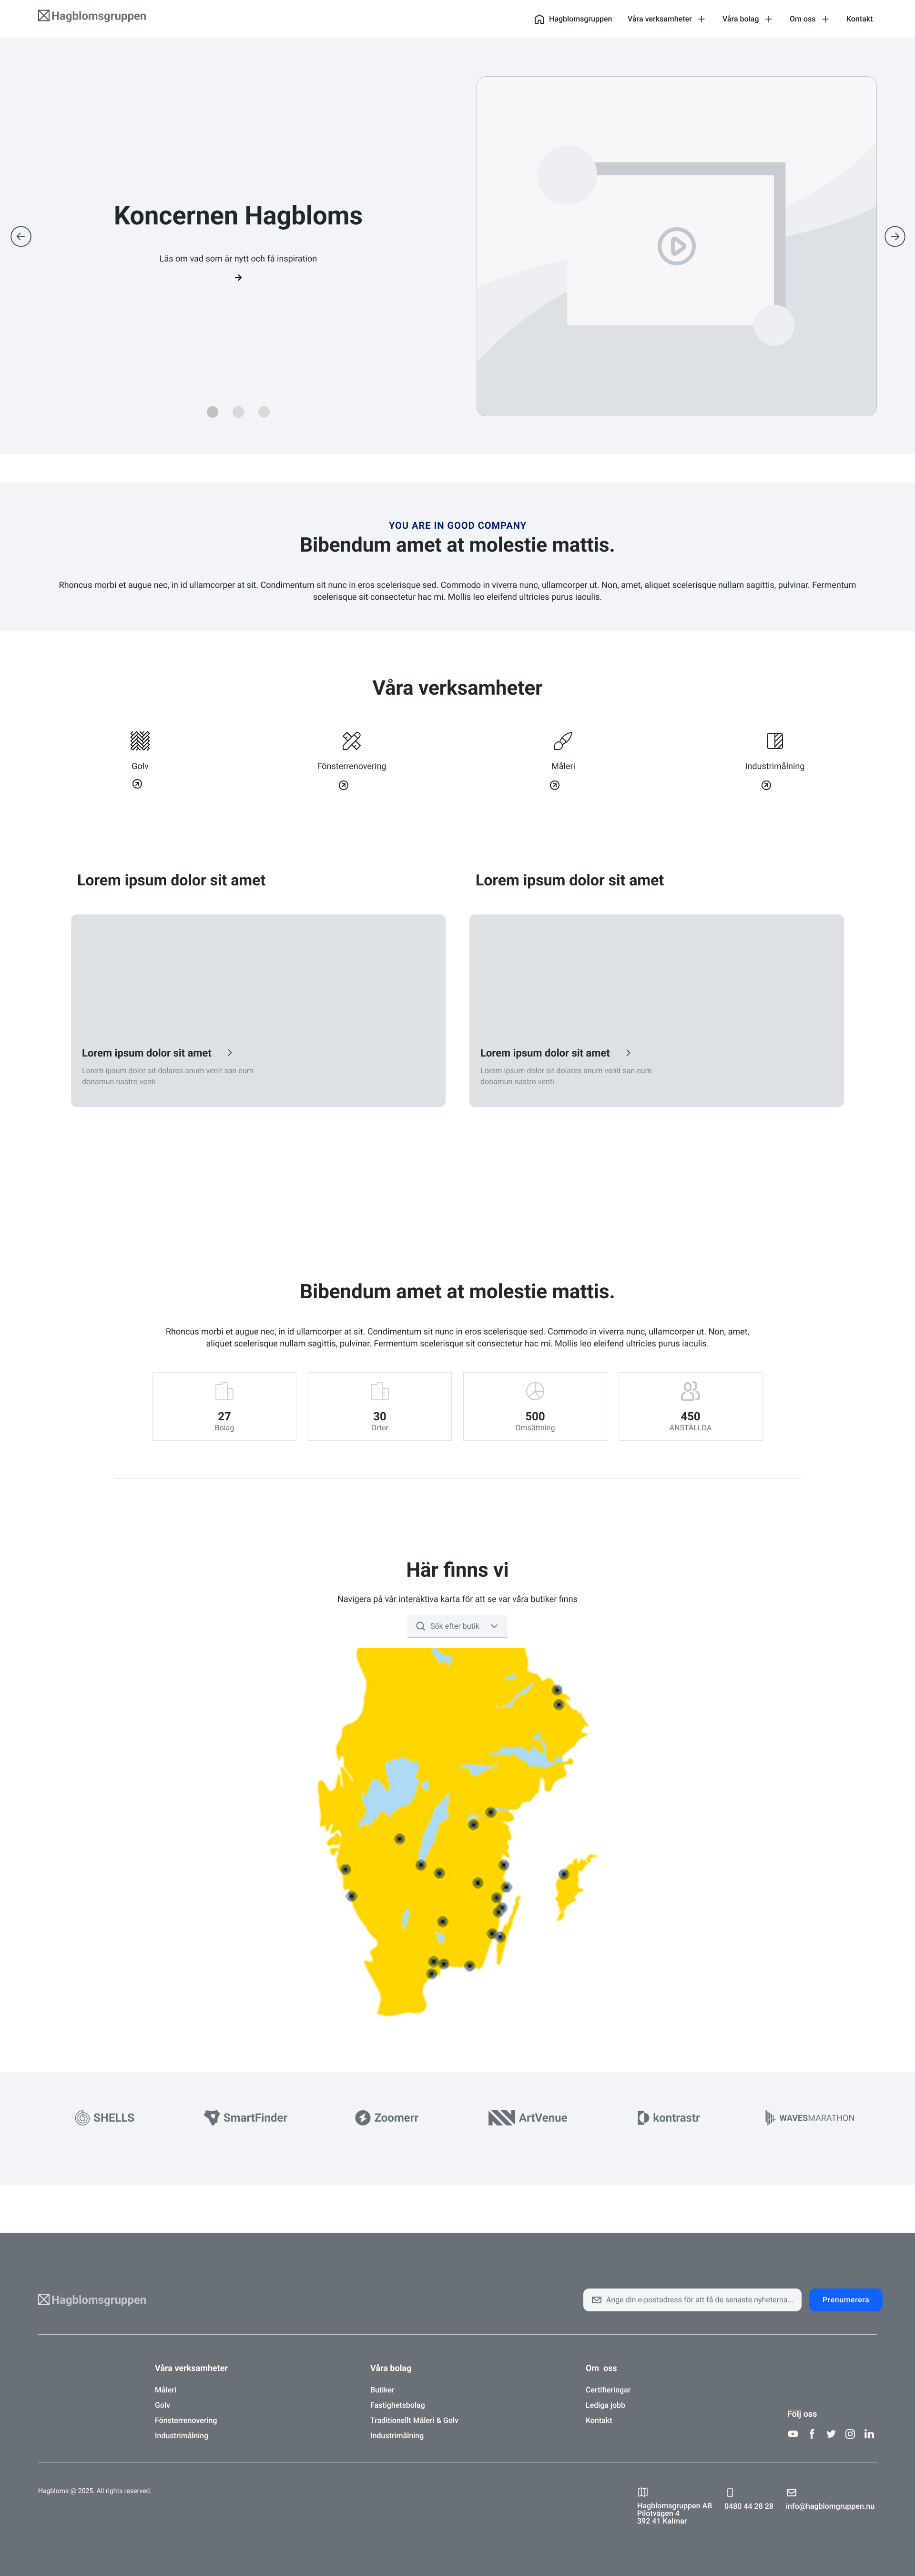 Hagblomsgruppen
Hagblomsgruppen
Våra verksamheter
Våra bolag
Om oss
Kontakt
Koncernen Hagbloms
Läs om vad som är nytt och få inspiration
YOU ARE IN GOOD COMPANY
Bibendum amet at molestie mattis.
Rhoncus morbi et augue nec, in id ullamcorper at sit. Condimentum sit nunc in eros scelerisque sed. Commodo in viverra nunc, ullamcorper ut. Non, amet, aliquet scelerisque nullam sagittis, pulvinar. Fermentum
scelerisque sit consectetur hac mi. Mollis leo eleifend ultricies purus iaculis.
Våra verksamheter
Golv
Fönsterrenovering
Måleri
Industrimålning
Lorem ipsum dolor sit amet
Lorem ipsum dolor sit amet
Lorem ipsum dolor sit amet
Lorem ipsum dolor sit dolares anum venit san eum
donamun nastro venti
Lorem ipsum dolor sit amet
Lorem ipsum dolor sit dolares anum venit san eum
donamun nastro venti
Bibendum amet at molestie mattis.
Rhoncus morbi et augue nec, in id ullamcorper at sit. Condimentum sit nunc in eros scelerisque sed. Commodo in viverra nunc, ullamcorper ut. Non, amet,
aliquet scelerisque nullam sagittis, pulvinar. Fermentum scelerisque sit consectetur hac mi. Mollis leo eleifend ultricies purus iaculis.
27
Bolag
30
Orter
500
Omsättning
450
ANSTÄLLDA
Här finns vi
Navigera på vår interaktiva karta för att se var våra butiker finns
Sök efter butik
SHELLS
SmartFinder
Zoomerr
ArtVenue
kontrastr
WAVESMARATHON
Hagblomsgruppen
Ange din e-postadress för att få de senaste nyheterna...
Prenumerera
Våra verksamheter
Måleri
Golv
Fönsterrenovering
Industrimålning
Våra bolag
Butiker
Fastighetsbolag
Traditionellt Måleri & Golv
Industrimålning
Om oss
Certifieringar
Lediga jobb
Kontakt
Följ oss
Hagbloms @ 2025. All rights reserved.
Hagblomsgruppen AB
Pilotvägen 4
392 41 Kalmar
0480 44 28 28
info@hagblomgruppen.nu